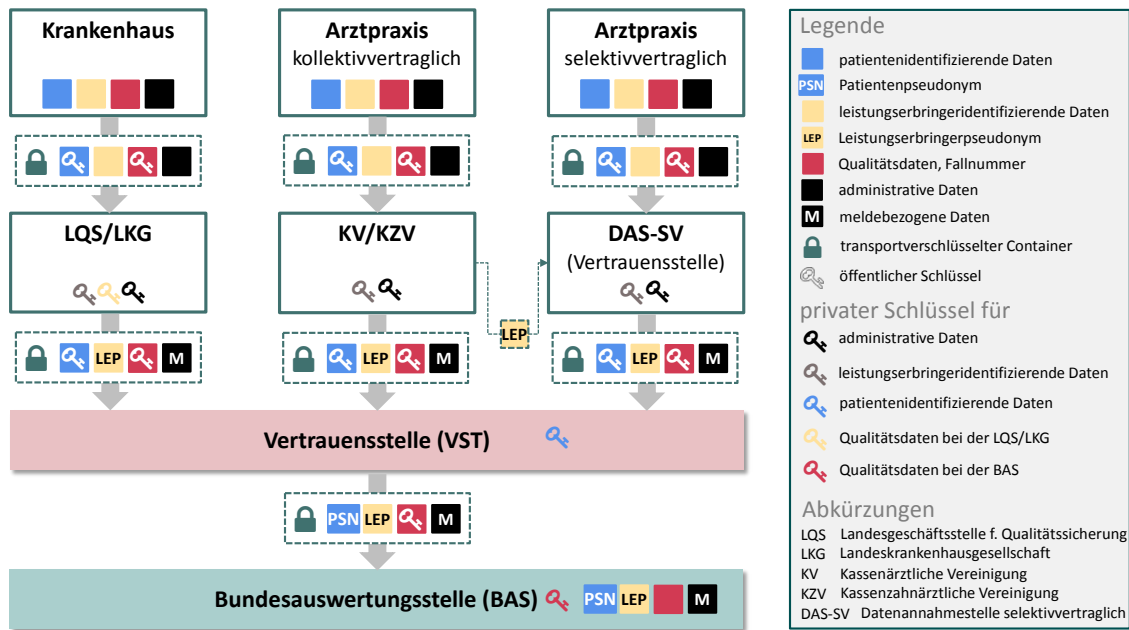 Krankenhaus
Arztpraxis
kollektivvertraglich
Arztpraxis
selektivvertraglich
LQS/LKG
KV/KZV
DAS-SV
(Vertrauensstelle)
LEP
LEP
M
LEP
M
LEP
M
Vertrauensstelle (VST)
PSN
LEP
M
Bundesauswertungsstelle (BAS)
PSN
LEP
M
Legende
patientenidentifizierende Daten
PSN Patientenpseudonym
leistungserbringeridentifizierende Daten
LEP Leistungserbringerpseudonym
Qualitätsdaten, Fallnummer
administrative Daten
M meldebezogene Daten
transportverschlüsselter Container
öffentlicher Schlüssel
privater Schlüssel für
administrative Daten
leistungserbringeridentifizierende Daten
patientenidentifizierende Daten
Qualitätsdaten bei der LQS/LKG
Qualitätsdaten bei der BAS
Abkürzungen
LQS Landesgeschäftsstelle f. Qualitätssicherung
LKG Landeskrankenhausgesellschaft
KV Kassenärztliche Vereinigung
KZV Kassenzahnärztliche Vereinigung
DAS-SV Datenannahmestelle selektivvertraglich